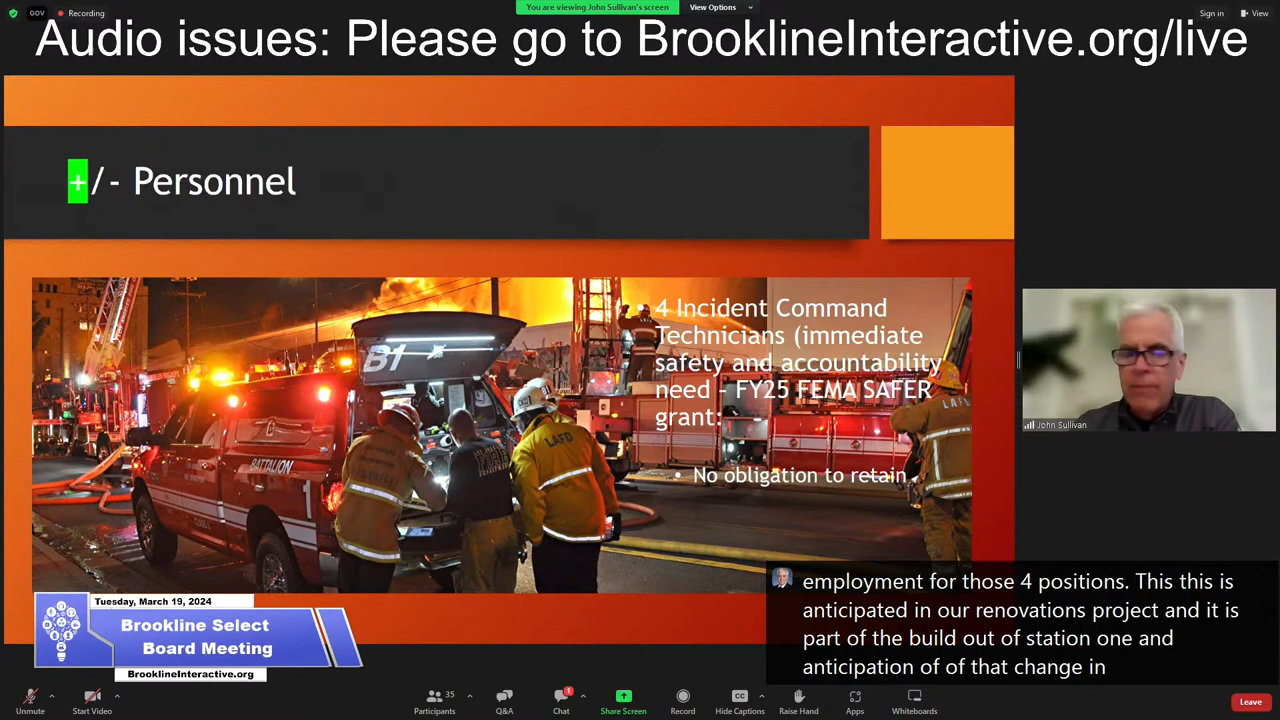 GOV
Recording
You are viewing John Sullivan's screen
View Options
Sign in
View
Audio issues: Please go to BrooklineInteractive.org/live
+/- Personnel
B1
BATTALION
LAFD
LAFD
• 4 Incident Command
Technicians (immediate
safety and accountability
need – FY25 FEMA SAFER
grant:
• No obligation to retain
John Sullivan
employment for those 4 positions. This this is
anticipated in our renovations project and it is
part of the build out of station one and
anticipation of of that change in
Tuesday, March 19, 2024
Brookline Select
Board Meeting
BrooklineInteractive.org
Unmute
Start Video
Participants
35
Q&A
Chat
1
Share Screen
Record
Hide Captions
Raise Hand
Apps
Whiteboards
Leave